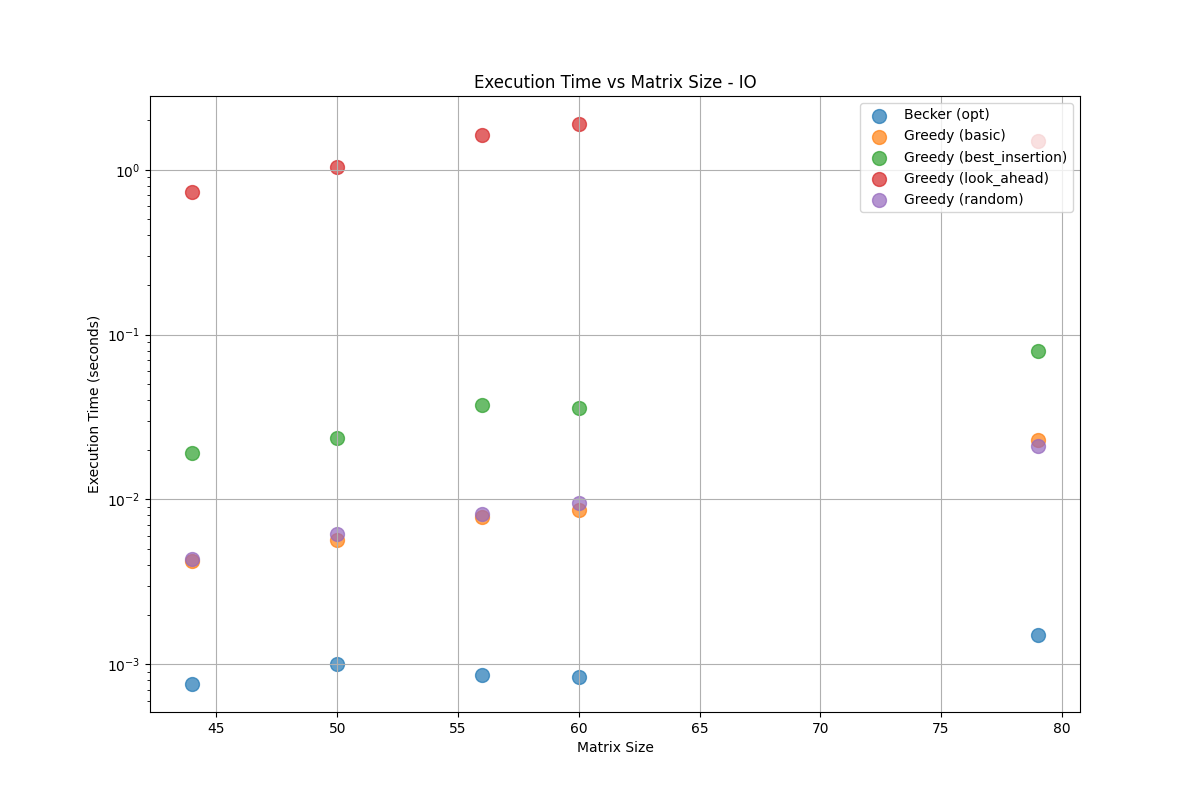 Execution Time vs Matrix Size - IO
Becker (opt)
Greedy (basic)
Greedy (best_insertion)
Greedy (look_ahead)
Greedy (random)
Execution Time (seconds)
10⁰
10⁻¹
10⁻²
10⁻³
45 50 55 60 65 70 75 80
Matrix Size